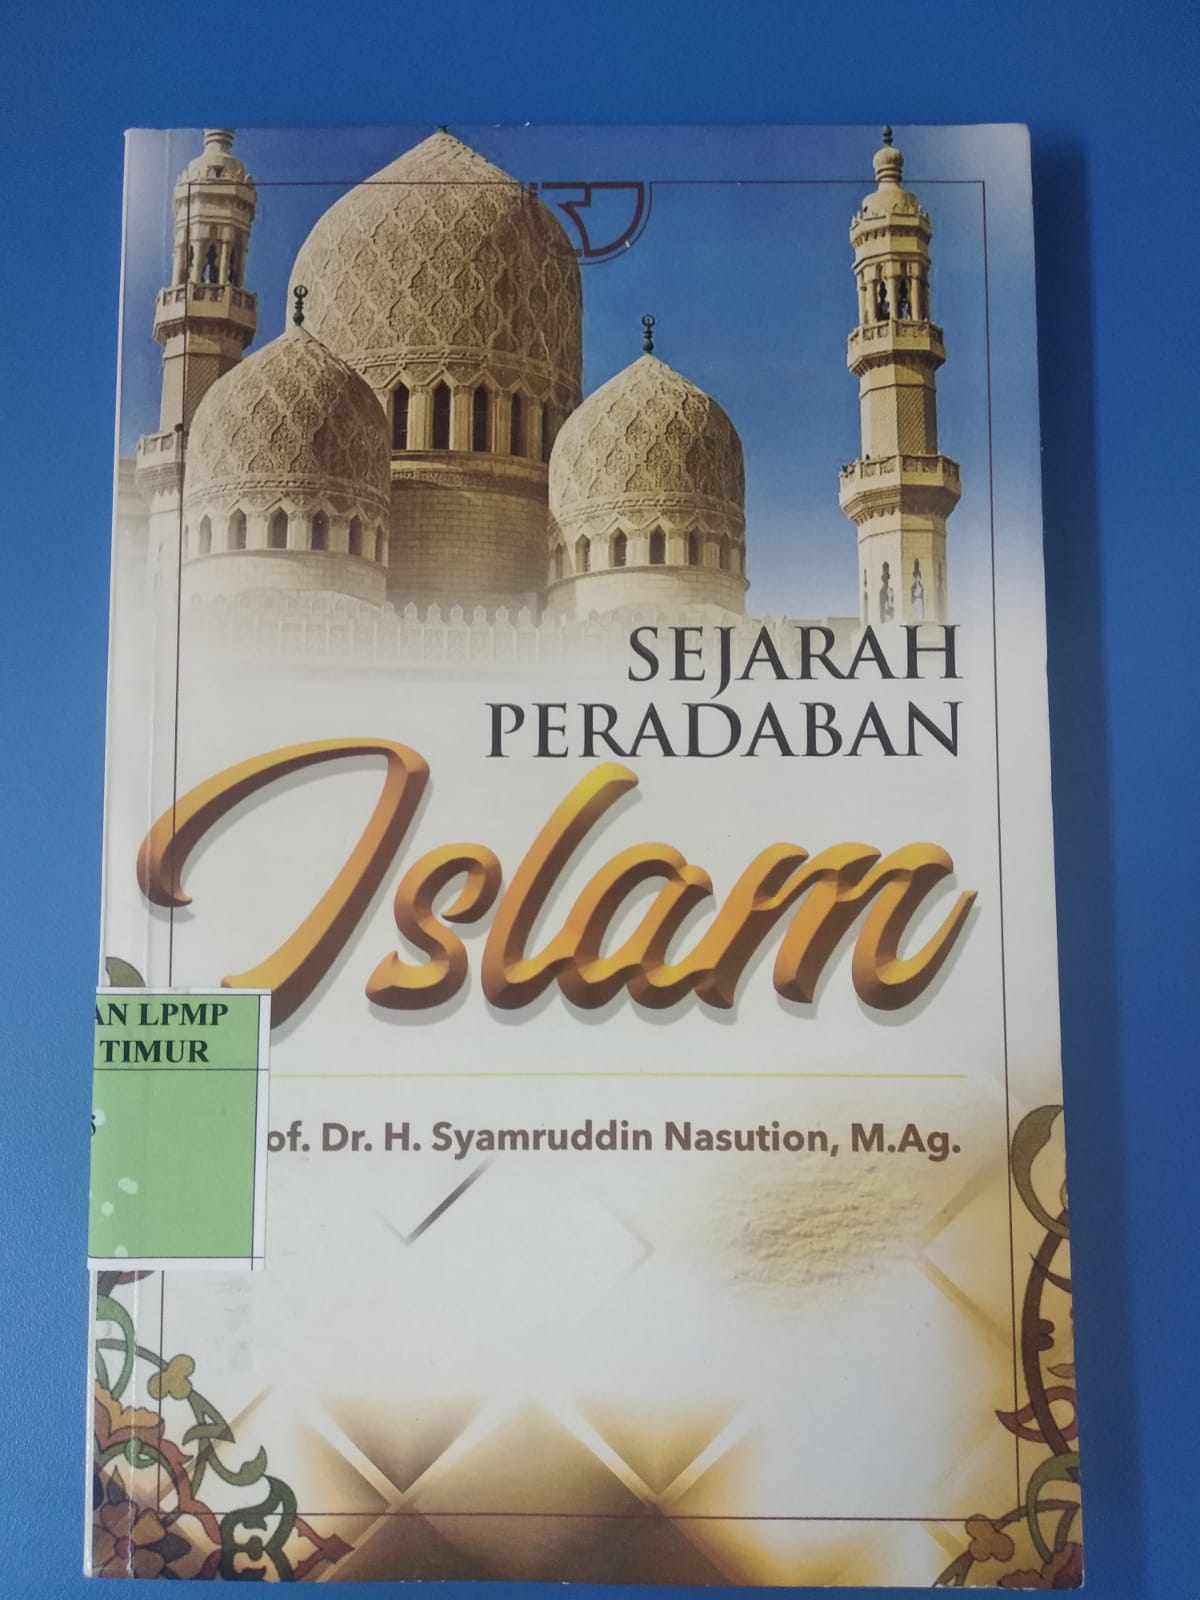 SEJARAH
PERADABAN
Islam
AN LPMP
TIMUR
of. Dr. H. Syamruddin Nasution, M.Ag.